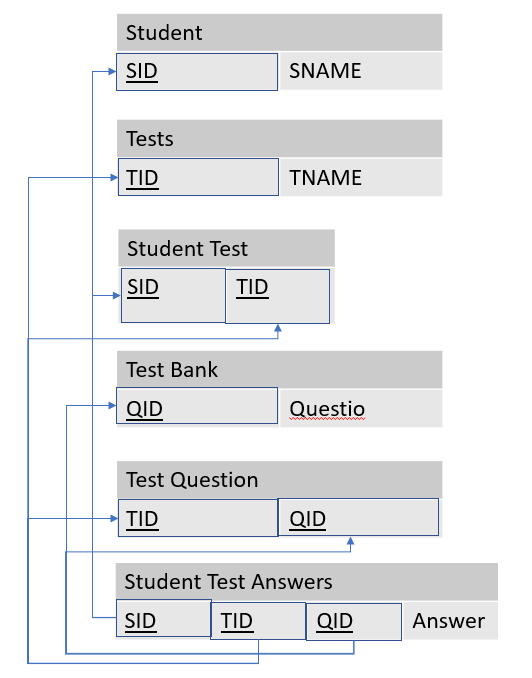 Student
SID SNAME
Tests
TID TNAME
Student Test
SID TID
Test Bank
QID Questio
Test Question
TID QID
Student Test Answers
SID TID QID Answer